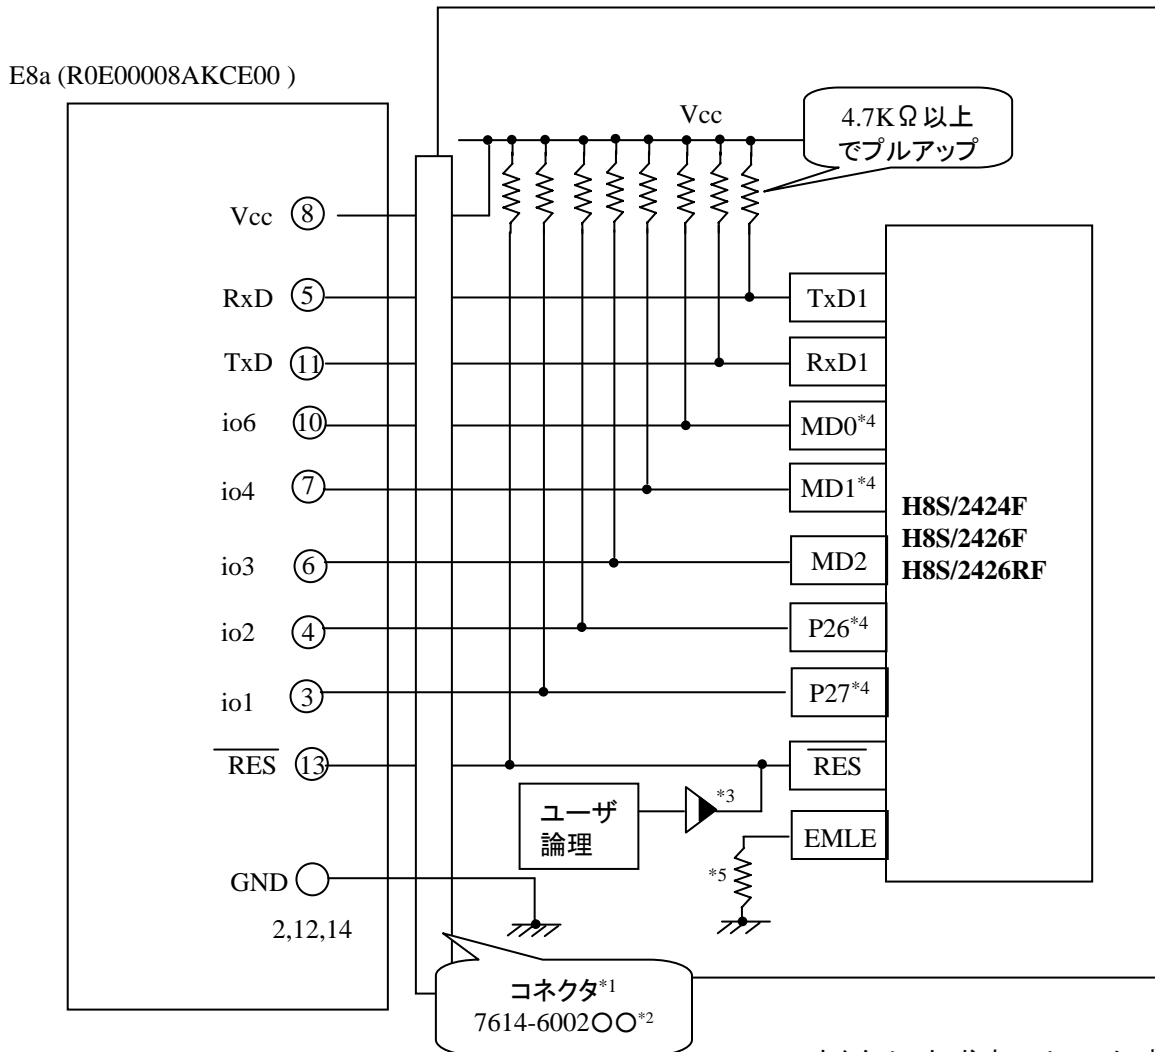 E8a (R0E00008AKCE00 )
Vcc
4.7KΩ以上
でプルアップ
Vcc ⑧
RxD ⑤
TxD1
TxD ⑪
RxD1
io6 ⑩
MD0*4
io4 ⑦
MD1*4
H8S/2424F
H8S/2426F
H8S/2426RF
io3 ⑥
MD2
io2 ④
P26*4
io1 ③
P27*4
RES ⑬
RES
ユーザ
論理
*3
EMLE
*5
GND
2,12,14
コネクタ*1
7614-6002〇〇*2